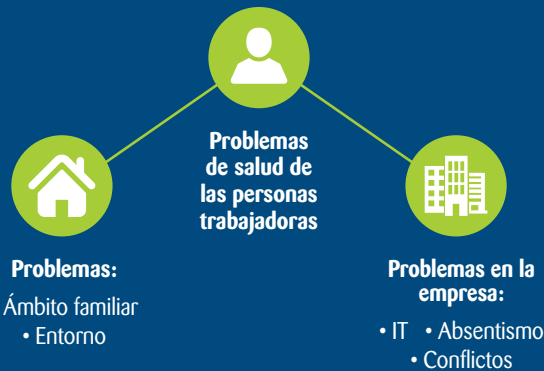 Problemas
de salud de
las personas
trabajadoras
Problemas:
Ámbito familiar
• Entorno
Problemas en la
empresa:
• IT • Absentismo
• Conflictos